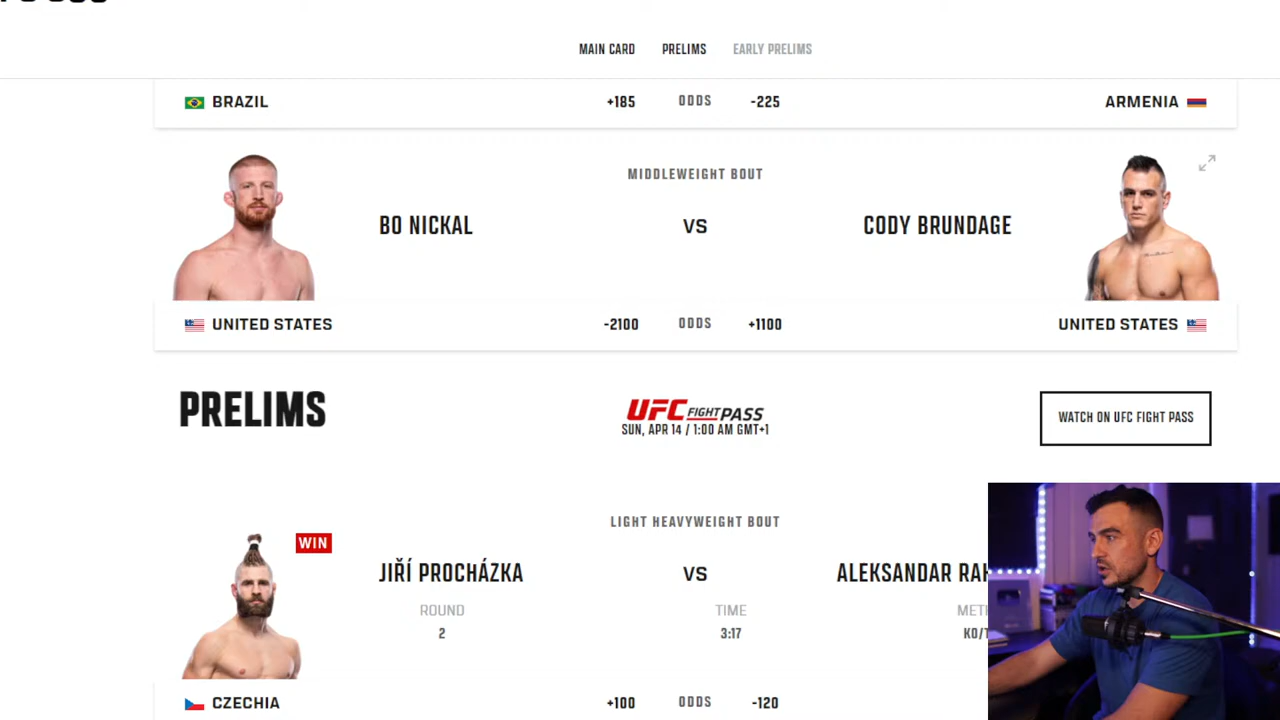 MAIN CARD PRELIMS EARLY PRELIMS
BRAZIL +185 ODDS -225 ARMENIA
MIDDLEWEIGHT BOUT
BO NICKAL VS CODY BRUNDAGE
UNITED STATES -2100 ODDS +1100 UNITED STATES
PRELIMS
UFC FIGHT PASS
SUN, APR 14 / 1:00 AM GMT+1
WATCH ON UFC FIGHT PASS
LIGHT HEAVYWEIGHT BOUT
WIN
JIŘÍ PROCHÁZKA VS ALEKSANDAR
ROUND TIME
2 3:17
CZECHIA +100 ODDS -120